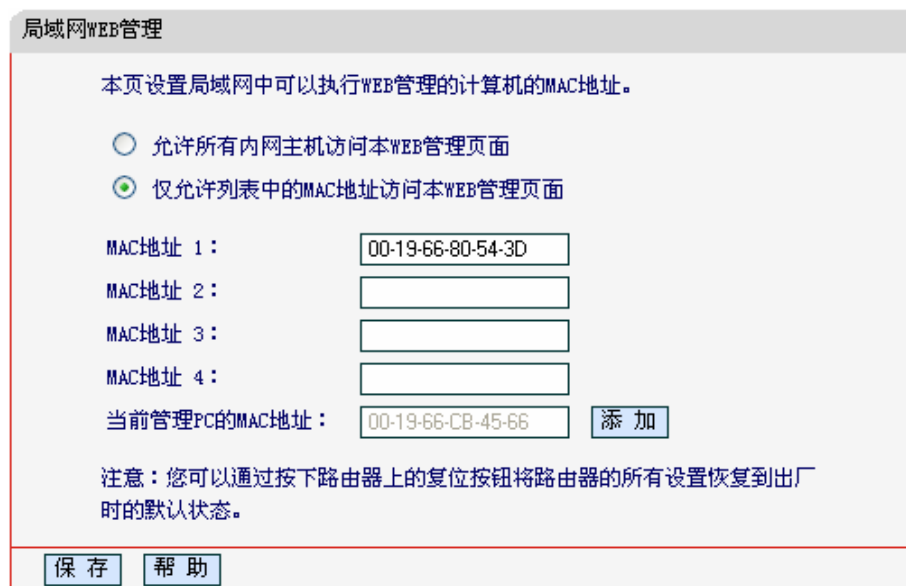 局域网WEB管理
本页设置局域网中可以执行WEB管理的计算机的MAC地址。
允许所有内网主机访问本WEB管理页面
仅允许列表中的MAC地址访问本WEB管理页面
MAC地址 1： 00-19-66-80-54-3D
MAC地址 2：
MAC地址 3：
MAC地址 4：
当前管理PC的MAC地址： 00-19-66-CB-45-66 添 加
注意：您可以通过按下路由器上的复位按钮将路由器的所有设置恢复到出厂
时的默认状态。
保 存 帮 助